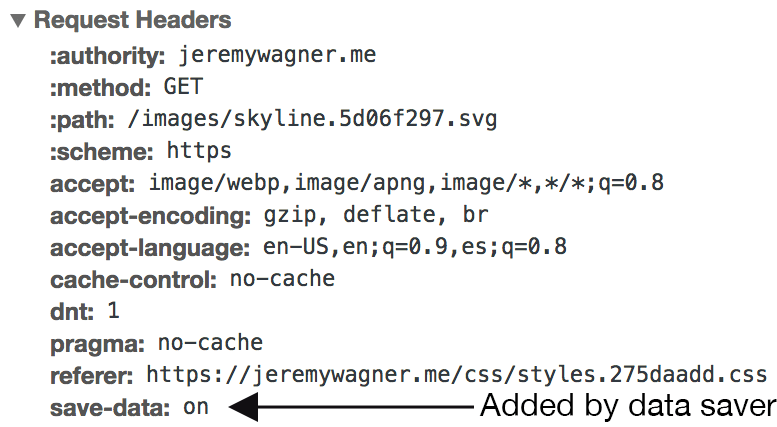 ▼ Request Headers
:authority: jeremywagner.me
:method: GET
:path: /images/skyline.5d06f297.svg
:scheme: https
accept: image/webp,image/apng,image/*,*/*;q=0.8
accept-encoding: gzip, deflate, br
accept-language: en-US,en;q=0.9,es;q=0.8
cache-control: no-cache
dnt: 1
pragma: no-cache
referer: https://jeremywagner.me/css/styles.275daadd.css
save-data: on Added by data saver